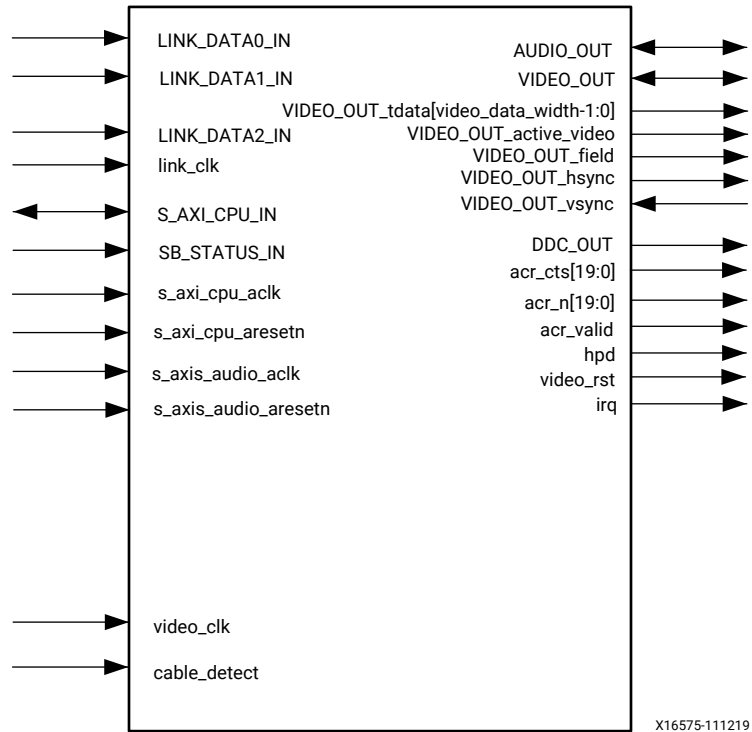 LINK_DATA0_IN
LINK_DATA1_IN
LINK_DATA2_IN
link_clk
S_AXI_CPU_IN
SB_STATUS_IN
s_axi_cpu_aclk
s_axi_cpu_aresetn
s_axis_audio_aclk
s_axis_audio_aresetn
video_clk
cable_detect
AUDIO_OUT
VIDEO_OUT
VIDEO_OUT_tdata[video_data_width-1:0]
VIDEO_OUT_active_video
VIDEO_OUT_field
VIDEO_OUT_hsync
VIDEO_OUT_vsync
DDC_OUT
acr_cts[19:0]
acr_n[19:0]
acr_valid
hpd
video_rst
irq
X16575-111219